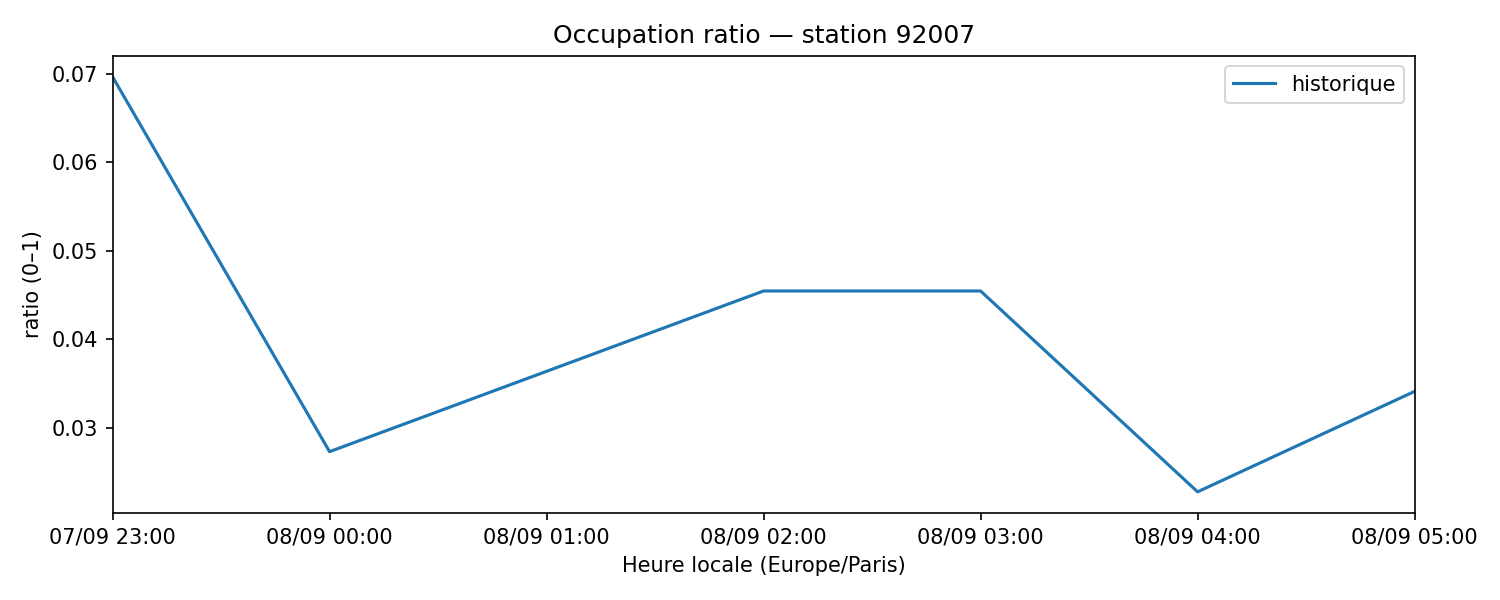 Occupation ratio — station 92007
historique
ratio (0–1)
0.07
0.06
0.05
0.04
0.03
07/09 23:00 08/09 00:00 08/09 01:00 08/09 02:00 08/09 03:00 08/09 04:00 08/09 05:00
Heure locale (Europe/Paris)